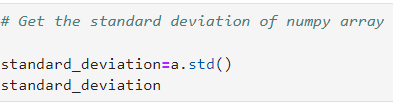 # Get the standard deviation of numpy array
standard_deviation=a.std()
standard_deviation